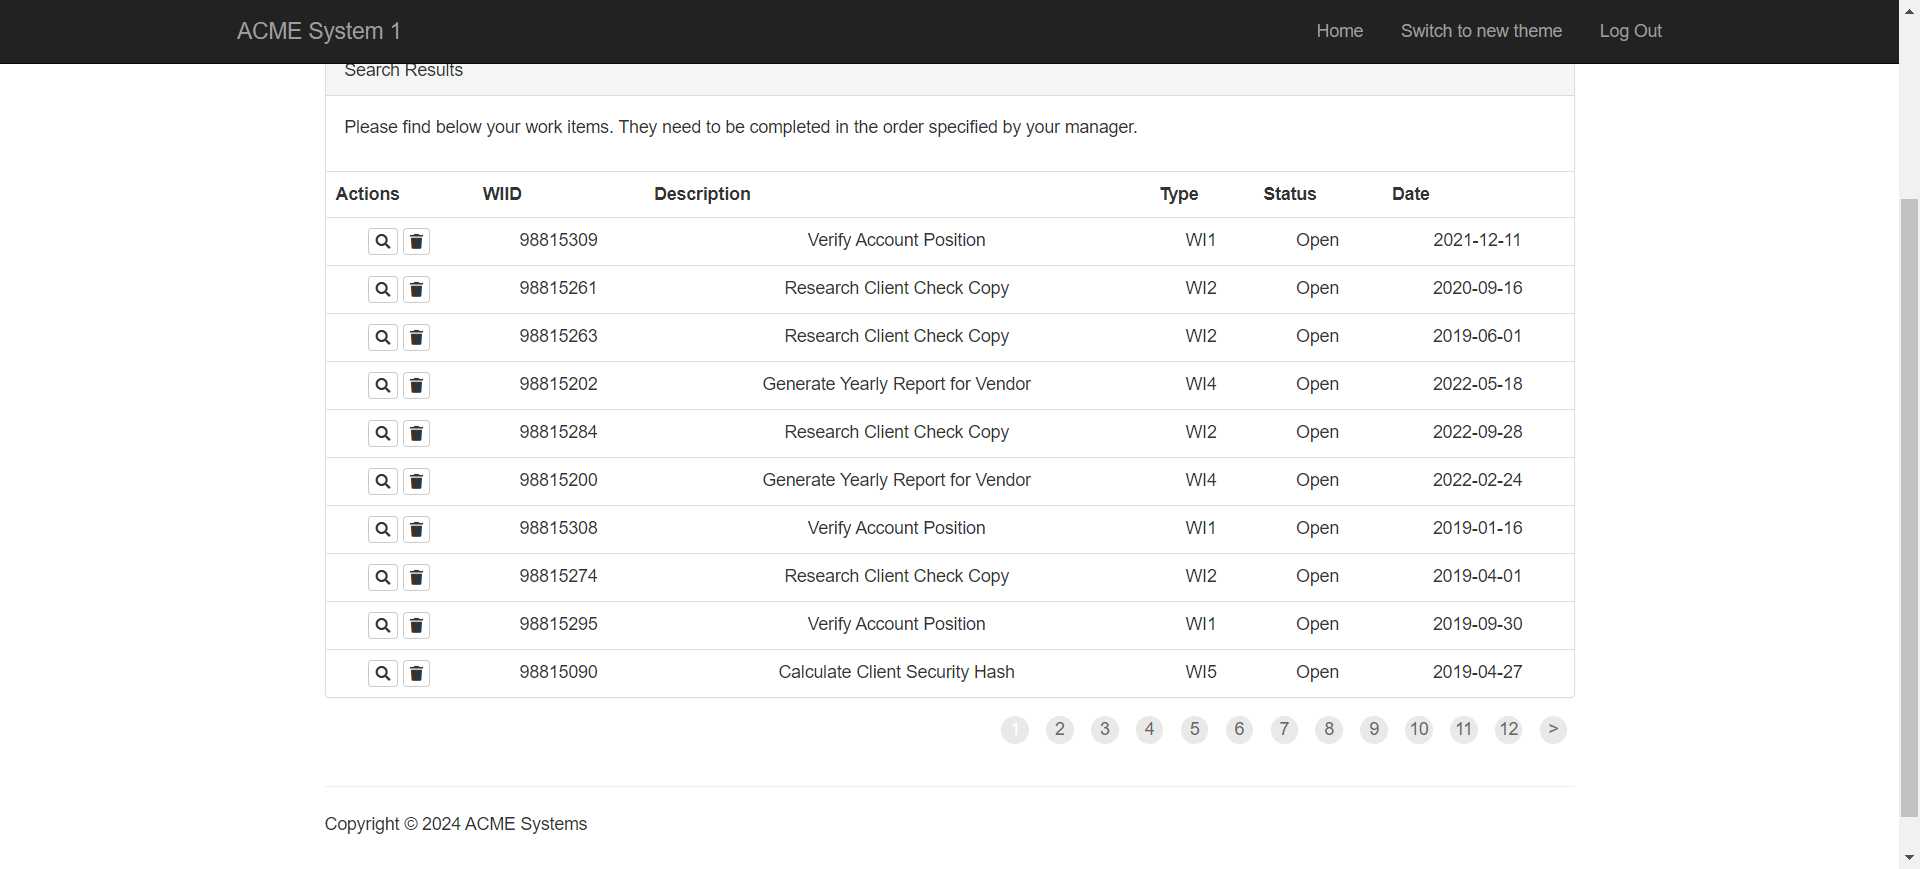 ACME System 1 Home Switch to new theme Log Out
Search Results
Please find below your work items. They need to be completed in the order specified by your manager.
Actions WIID Description Type Status Date
98815309 Verify Account Position WI1 Open 2021-12-11
98815261 Research Client Check Copy WI2 Open 2020-09-16
98815263 Research Client Check Copy WI2 Open 2019-06-01
98815202 Generate Yearly Report for Vendor WI4 Open 2022-05-18
98815284 Research Client Check Copy WI2 Open 2022-09-28
98815200 Generate Yearly Report for Vendor WI4 Open 2022-02-24
98815308 Verify Account Position WI1 Open 2019-01-16
98815274 Research Client Check Copy WI2 Open 2019-04-01
98815295 Verify Account Position WI1 Open 2019-09-30
98815090 Calculate Client Security Hash WI5 Open 2019-04-27
1 2 3 4 5 6 7 8 9 10 11 12 >
Copyright © 2024 ACME Systems